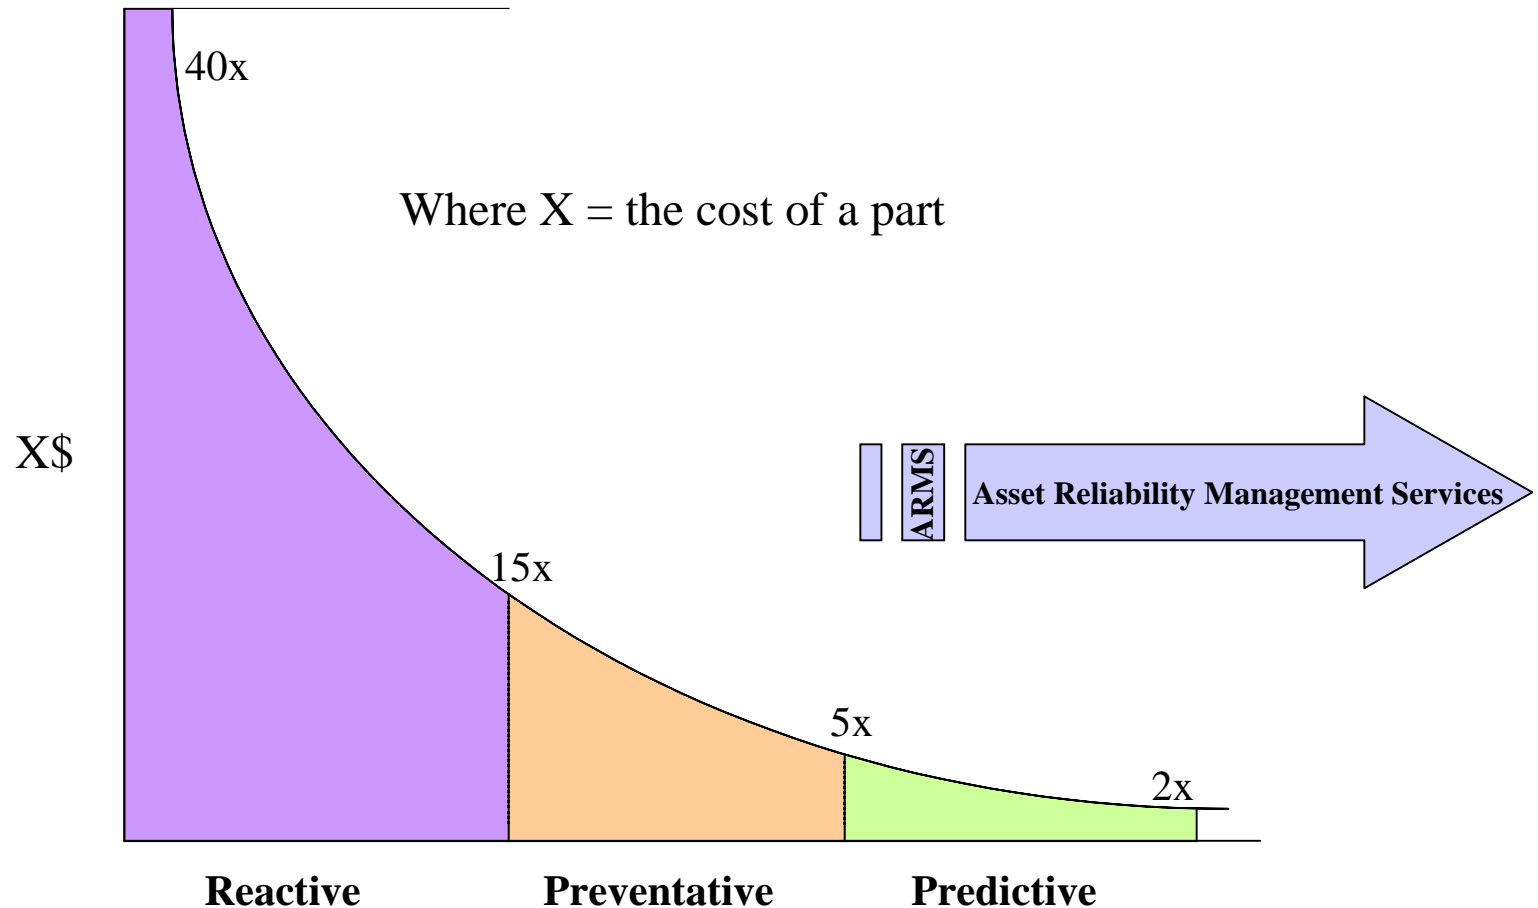 40x
Where X = the cost of a part
X$
ARMS
Asset Reliability Management Services
15x
5x
2x
Reactive
Preventative
Predictive